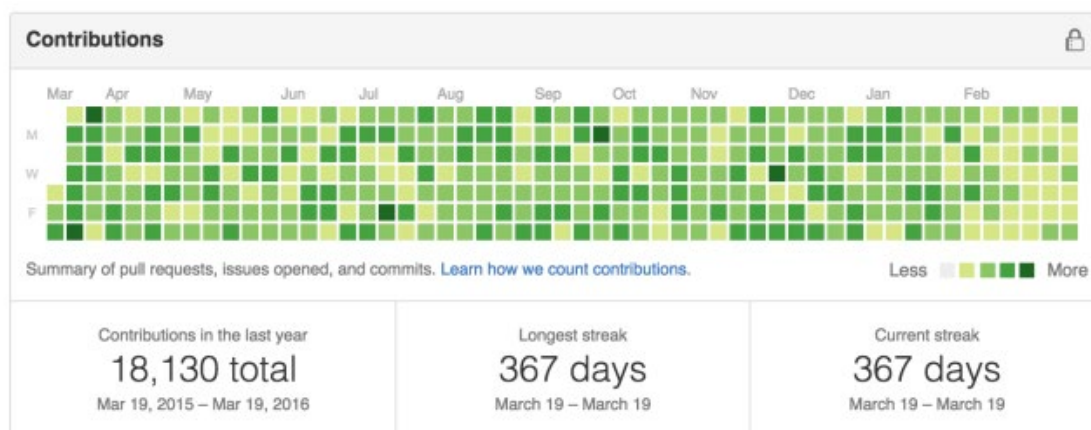 Contributions
Mar Apr May Jun Jul Aug Sep Oct Nov Dec Jan Feb
M
W
F
Summary of pull requests, issues opened, and commits. Learn how we count contributions.
Less More
Contributions in the last year
18,130 total
Mar 19, 2015 – Mar 19, 2016
Longest streak
367 days
March 19 – March 19
Current streak
367 days
March 19 – March 19